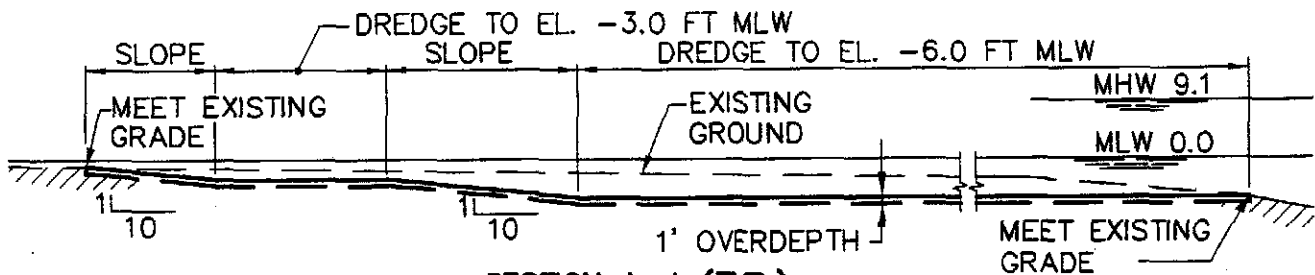 DREDGE TO EL. -3.0 FT MLW
SLOPE
SLOPE
DREDGE TO EL. -6.0 FT MLW
MHW 9.1
MEET EXISTING
GRADE
EXISTING
GROUND
MLW 0.0
1
10
1
10
1' OVERDEPTH
MEET EXISTING
GRADE